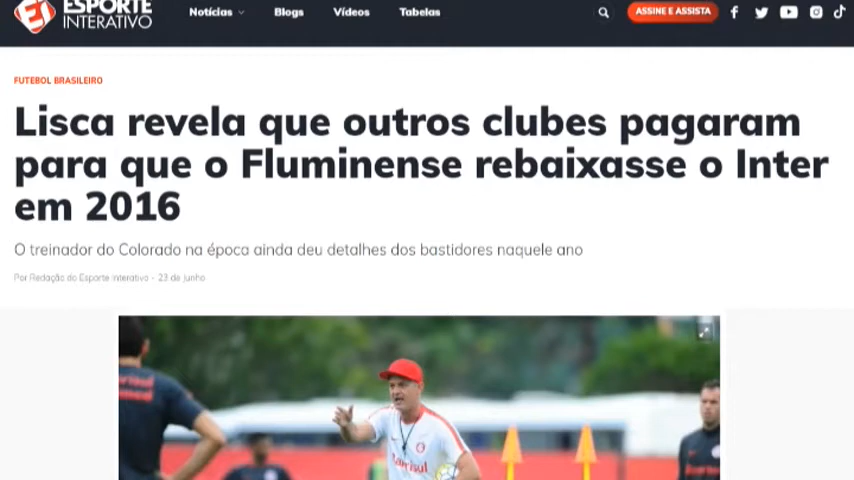 ESPORTE
INTERATIVO
Notícias Blogs Vídeos Tabelas ASSINE E ASSISTA
FUTEBOL BRASILEIRO
Lisca revela que outros clubes pagaram
para que o Fluminense rebaixasse o Inter
em 2016
O treinador do Colorado na época ainda deu detalhes dos bastidores naquele ano
Por Redação do Esporte Interativo - 23 de junho
Banrisul